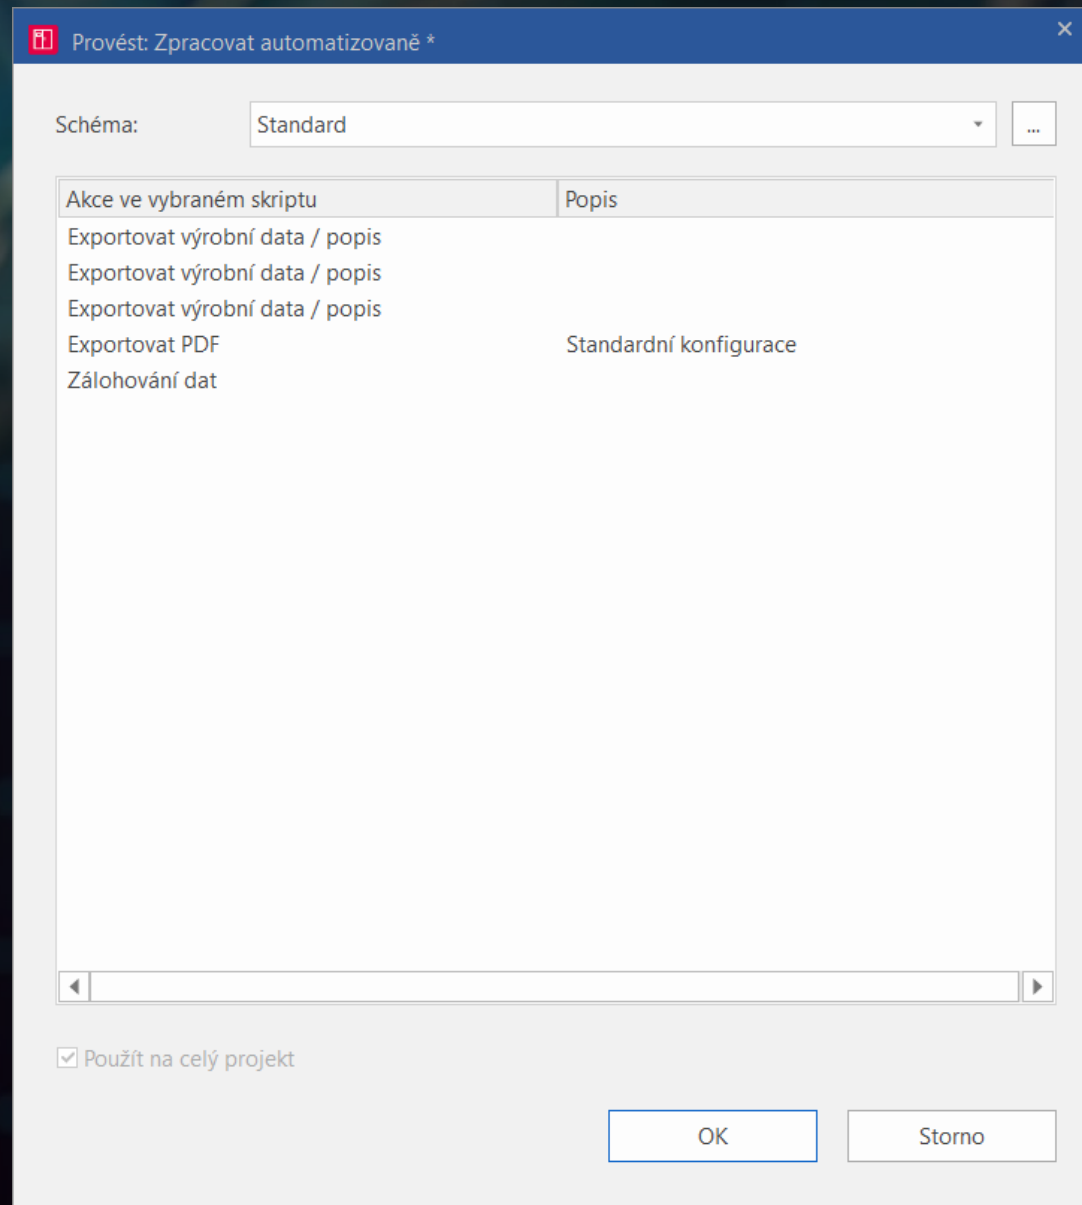 Provést: Zpracovat automatizovaně *
Schéma:
Standard
...
Akce ve vybraném skriptu
Popis
Exportovat výrobní data / popis
Exportovat výrobní data / popis
Exportovat výrobní data / popis
Exportovat PDF
Standardní konfigurace
Zálohování dat
Použít na celý projekt
OK
Storno